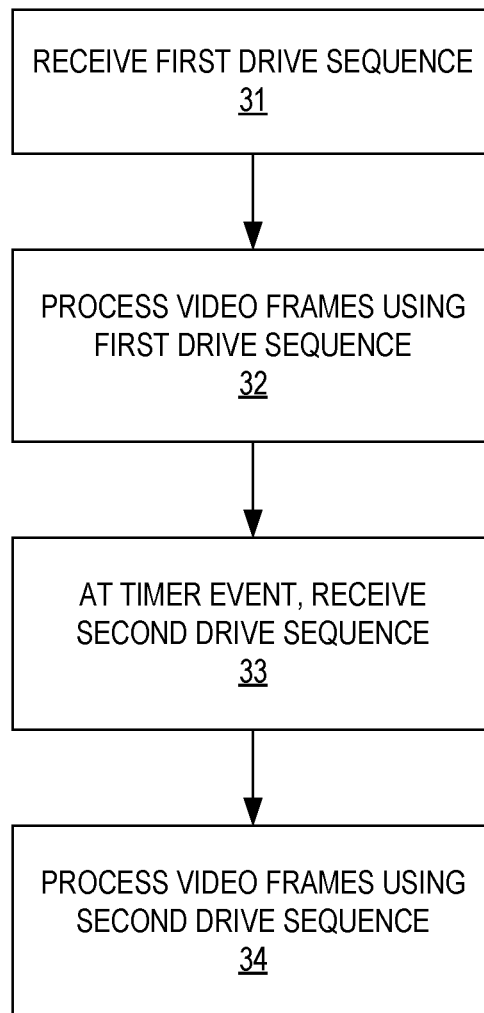 RECEIVE FIRST DRIVE SEQUENCE
31
PROCESS VIDEO FRAMES USING
FIRST DRIVE SEQUENCE
32
AT TIMER EVENT, RECEIVE
SECOND DRIVE SEQUENCE
33
PROCESS VIDEO FRAMES USING
SECOND DRIVE SEQUENCE
34